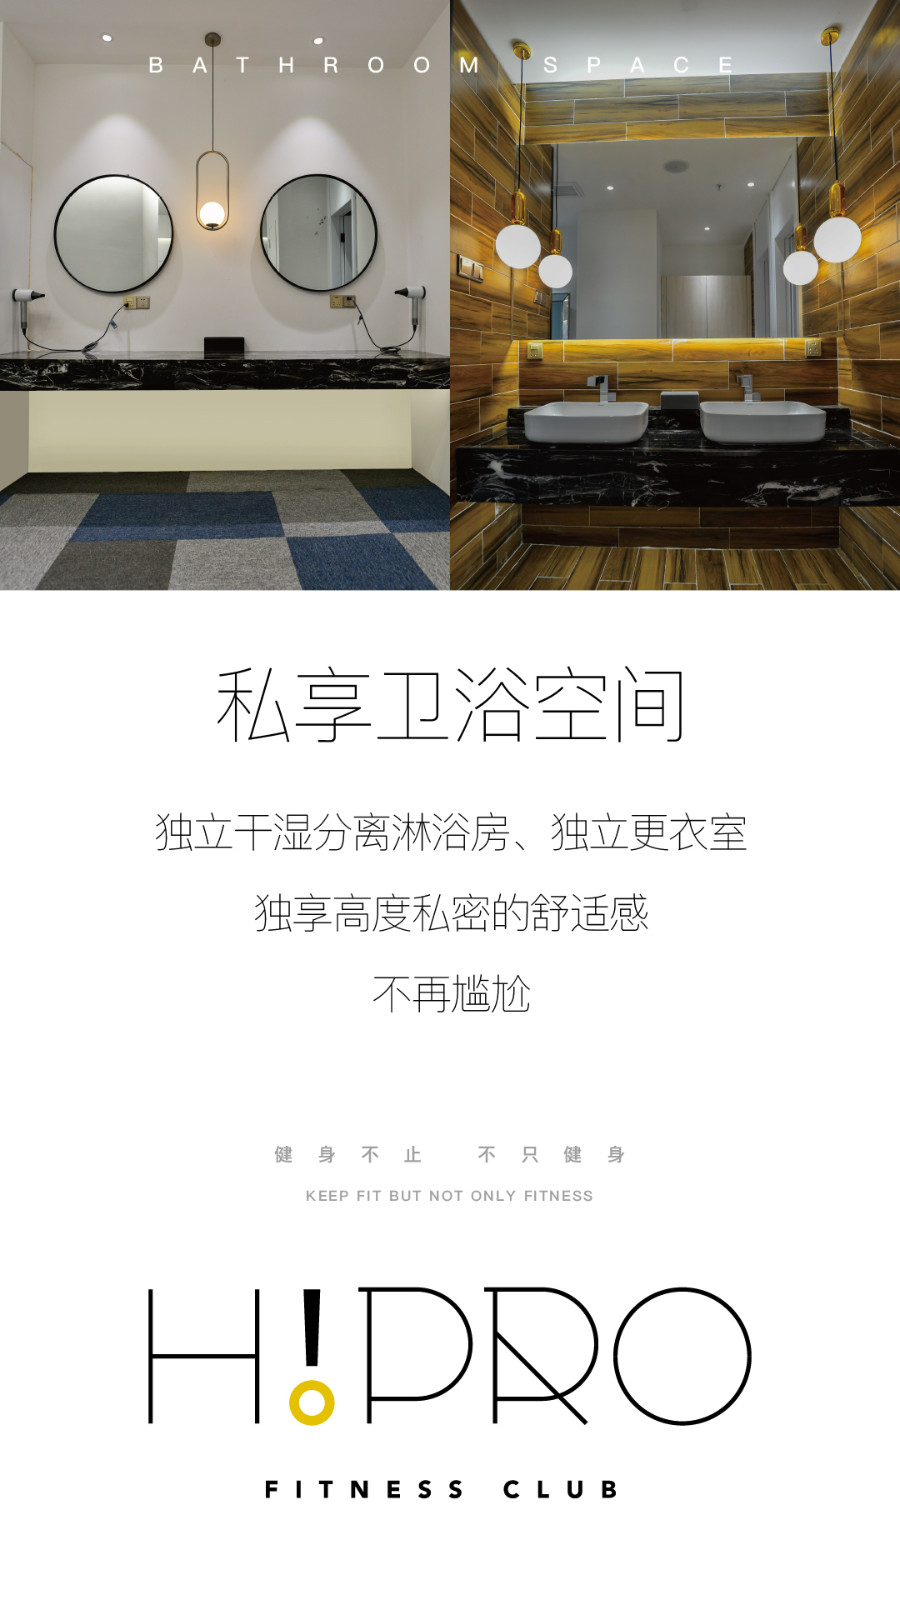 BATHROOM SPACE
私享卫浴空间
独立干湿分离淋浴房、独立更衣室
独享高度私密的舒适感
不再尴尬
健身不止 不只健身
KEEP FIT BUT NOT ONLY FITNESS
H!PRO
FITNESS CLUB